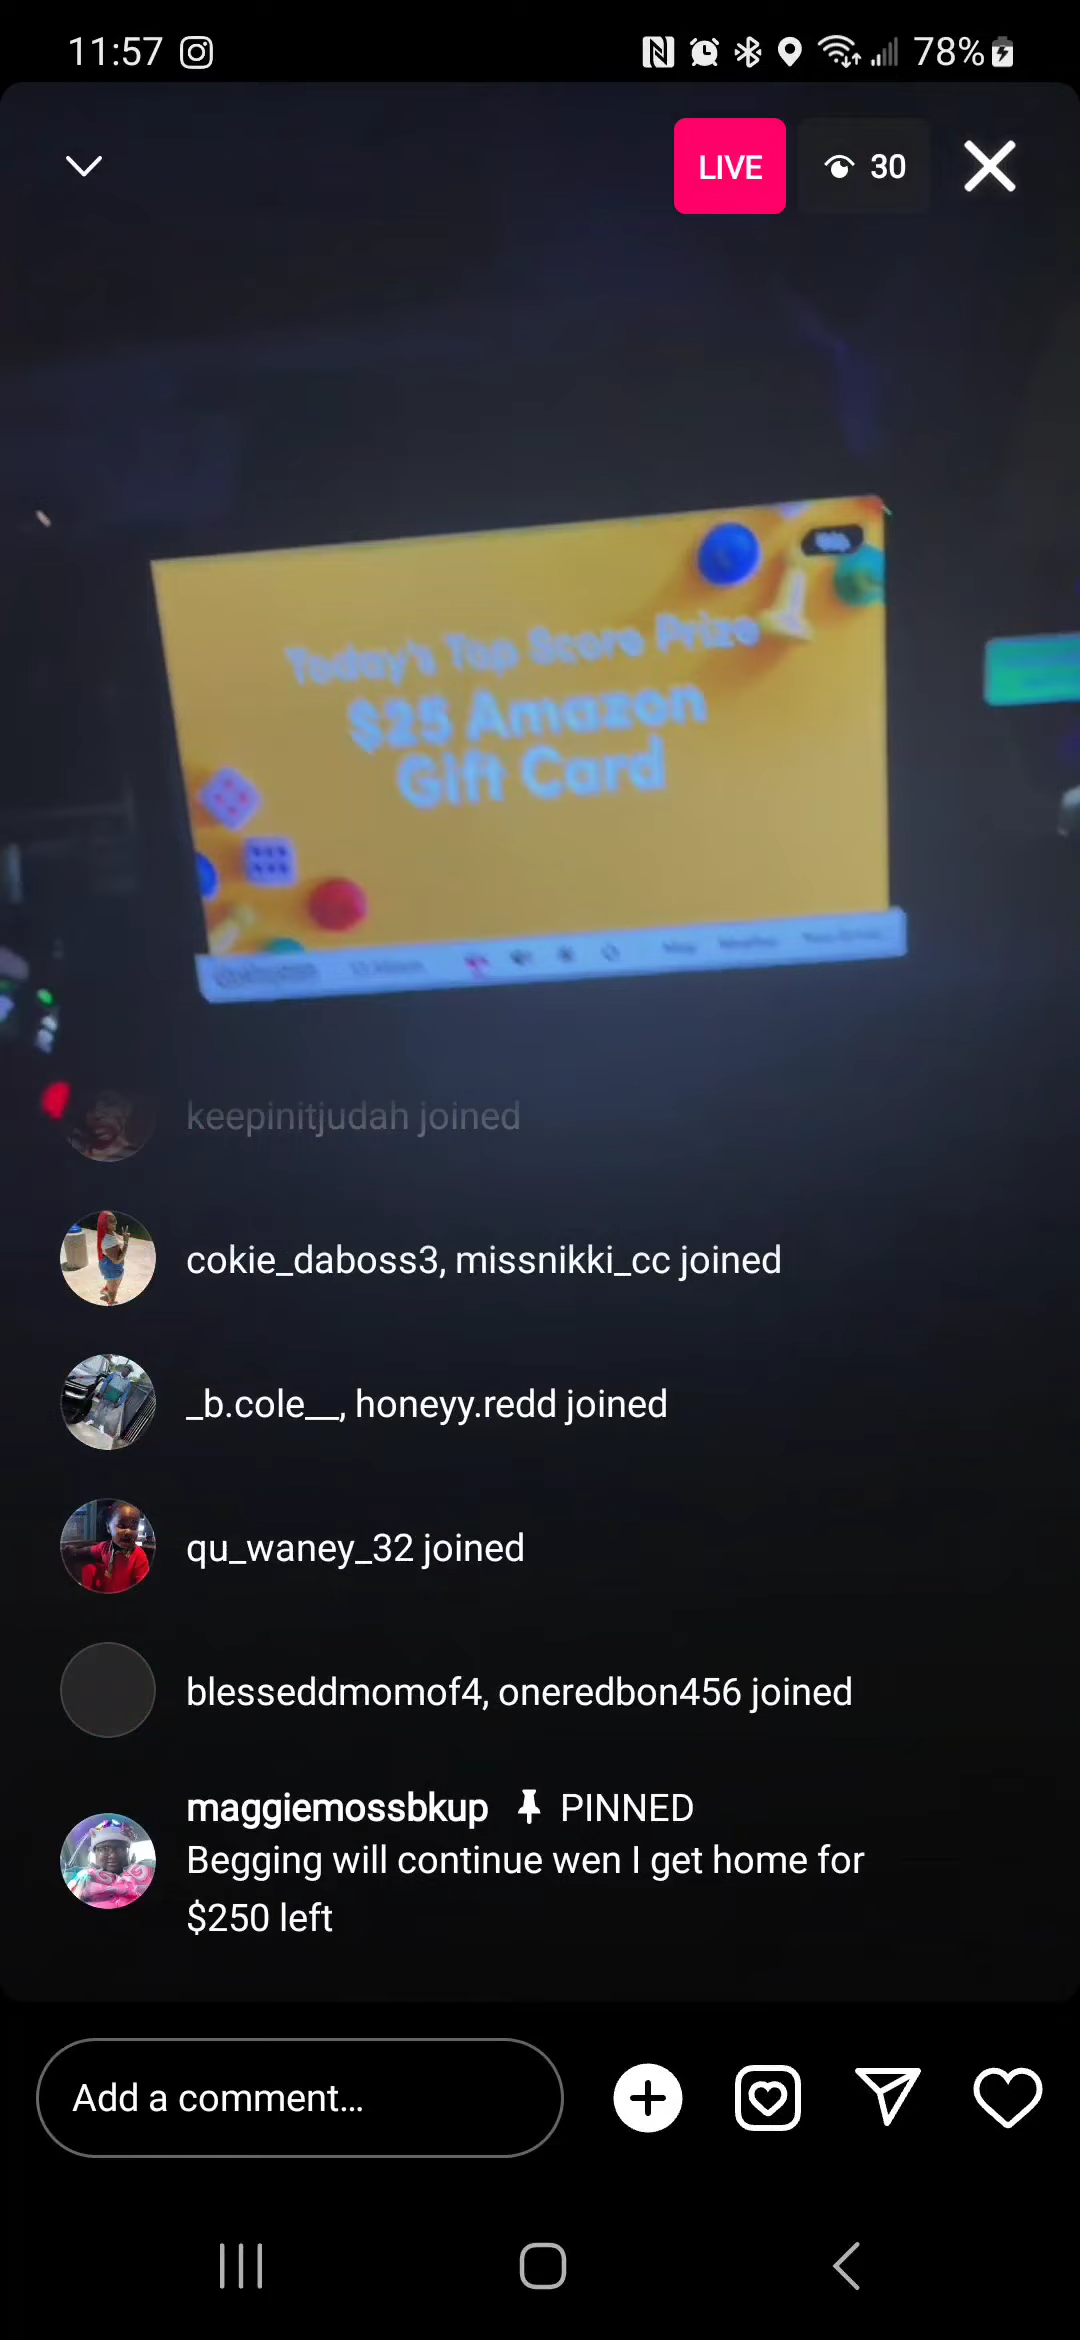 11:57
78%
LIVE
30
Today's Top Score Prize
$25 Amazon
Gift Card
keepinitjudah joined
cokie_daboss3, missnikki_cc joined
_b.cole__, honeyy.redd joined
qu_waney_32 joined
blesseddmomof4, oneredbon456 joined
maggiemossbkup PINNED
Begging will continue wen I get home for
$250 left
Add a comment...